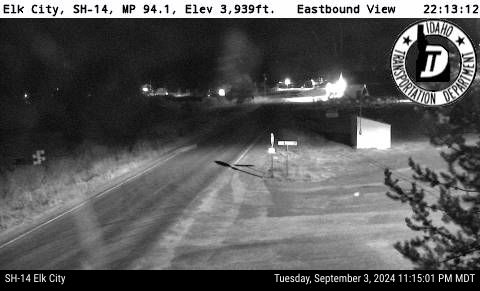 Elk City, SH-14, MP 94.1, Elev 3,939ft. Eastbound View 22:13:12
IDAHO
TRANSPORTATION DEPARTMENT
SH-14 Elk City Tuesday, September 3, 2024 11:15:01 PM MDT